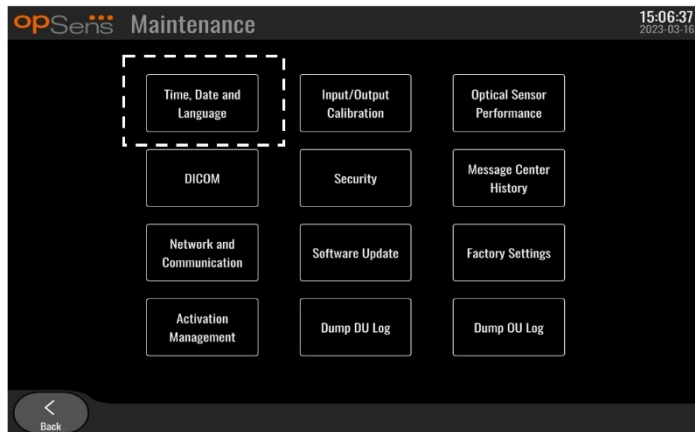 opSens Maintenance
15:06:37
2023-03-16
Time, Date and
Language
Input/Output
Calibration
Optical Sensor
Performance
DICOM
Security
Message Center
History
Network and
Communication
Software Update
Factory Settings
Activation
Management
Dump DU Log
Dump OU Log
Back